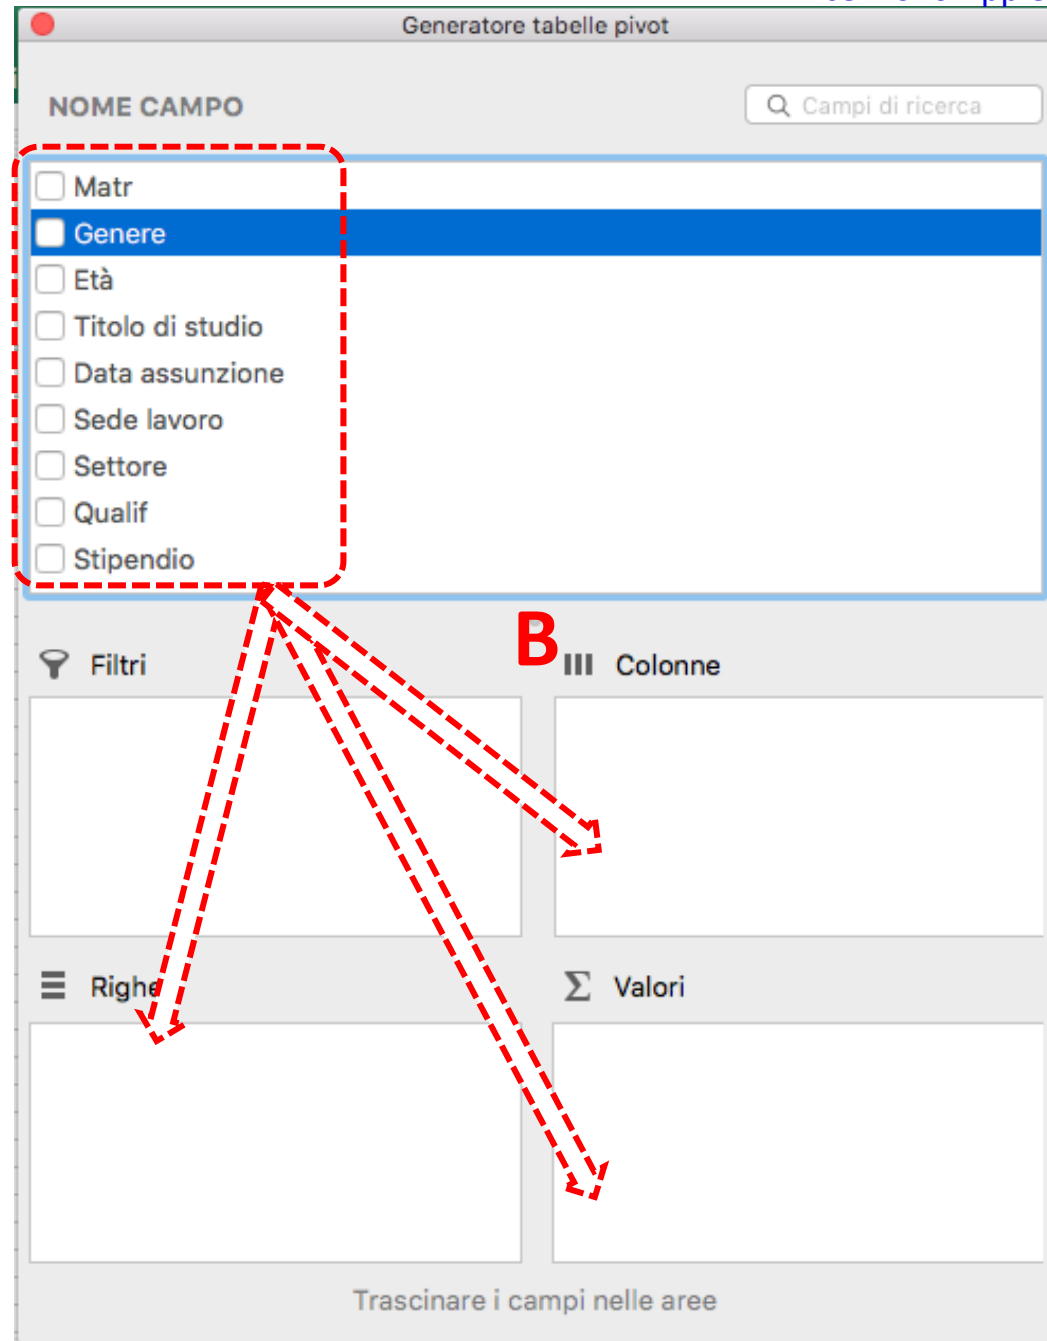 Generatore tabelle pivot
NOME CAMPO
Campi di ricerca
Matr
Genere
Età
Titolo di studio
Data assunzione
Sede lavoro
Settore
Qualif
Stipendio
B
Filtri
Colonne
Righe
Σ Valori
Trascinare i campi nelle aree